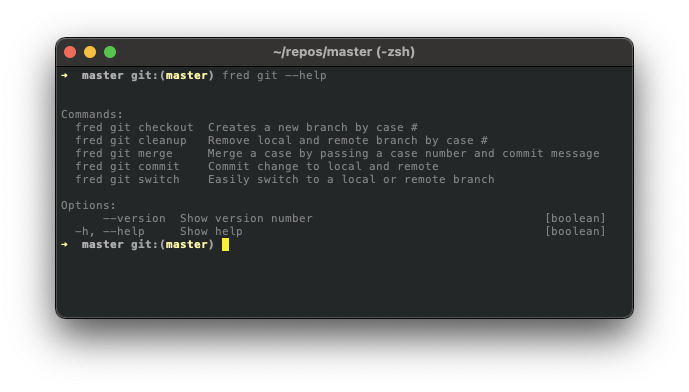 ~/repos/master (-zsh)
➜ master git:(master) fred git --help
Commands:
fred git checkout Creates a new branch by case #
fred git cleanup Remove local and remote branch by case #
fred git merge Merge a case by passing a case number and commit message
fred git commit Commit change to local and remote
fred git switch Easily switch to a local or remote branch
Options:
--version Show version number [boolean]
-h, --help Show help [boolean]
➜ master git:(master)